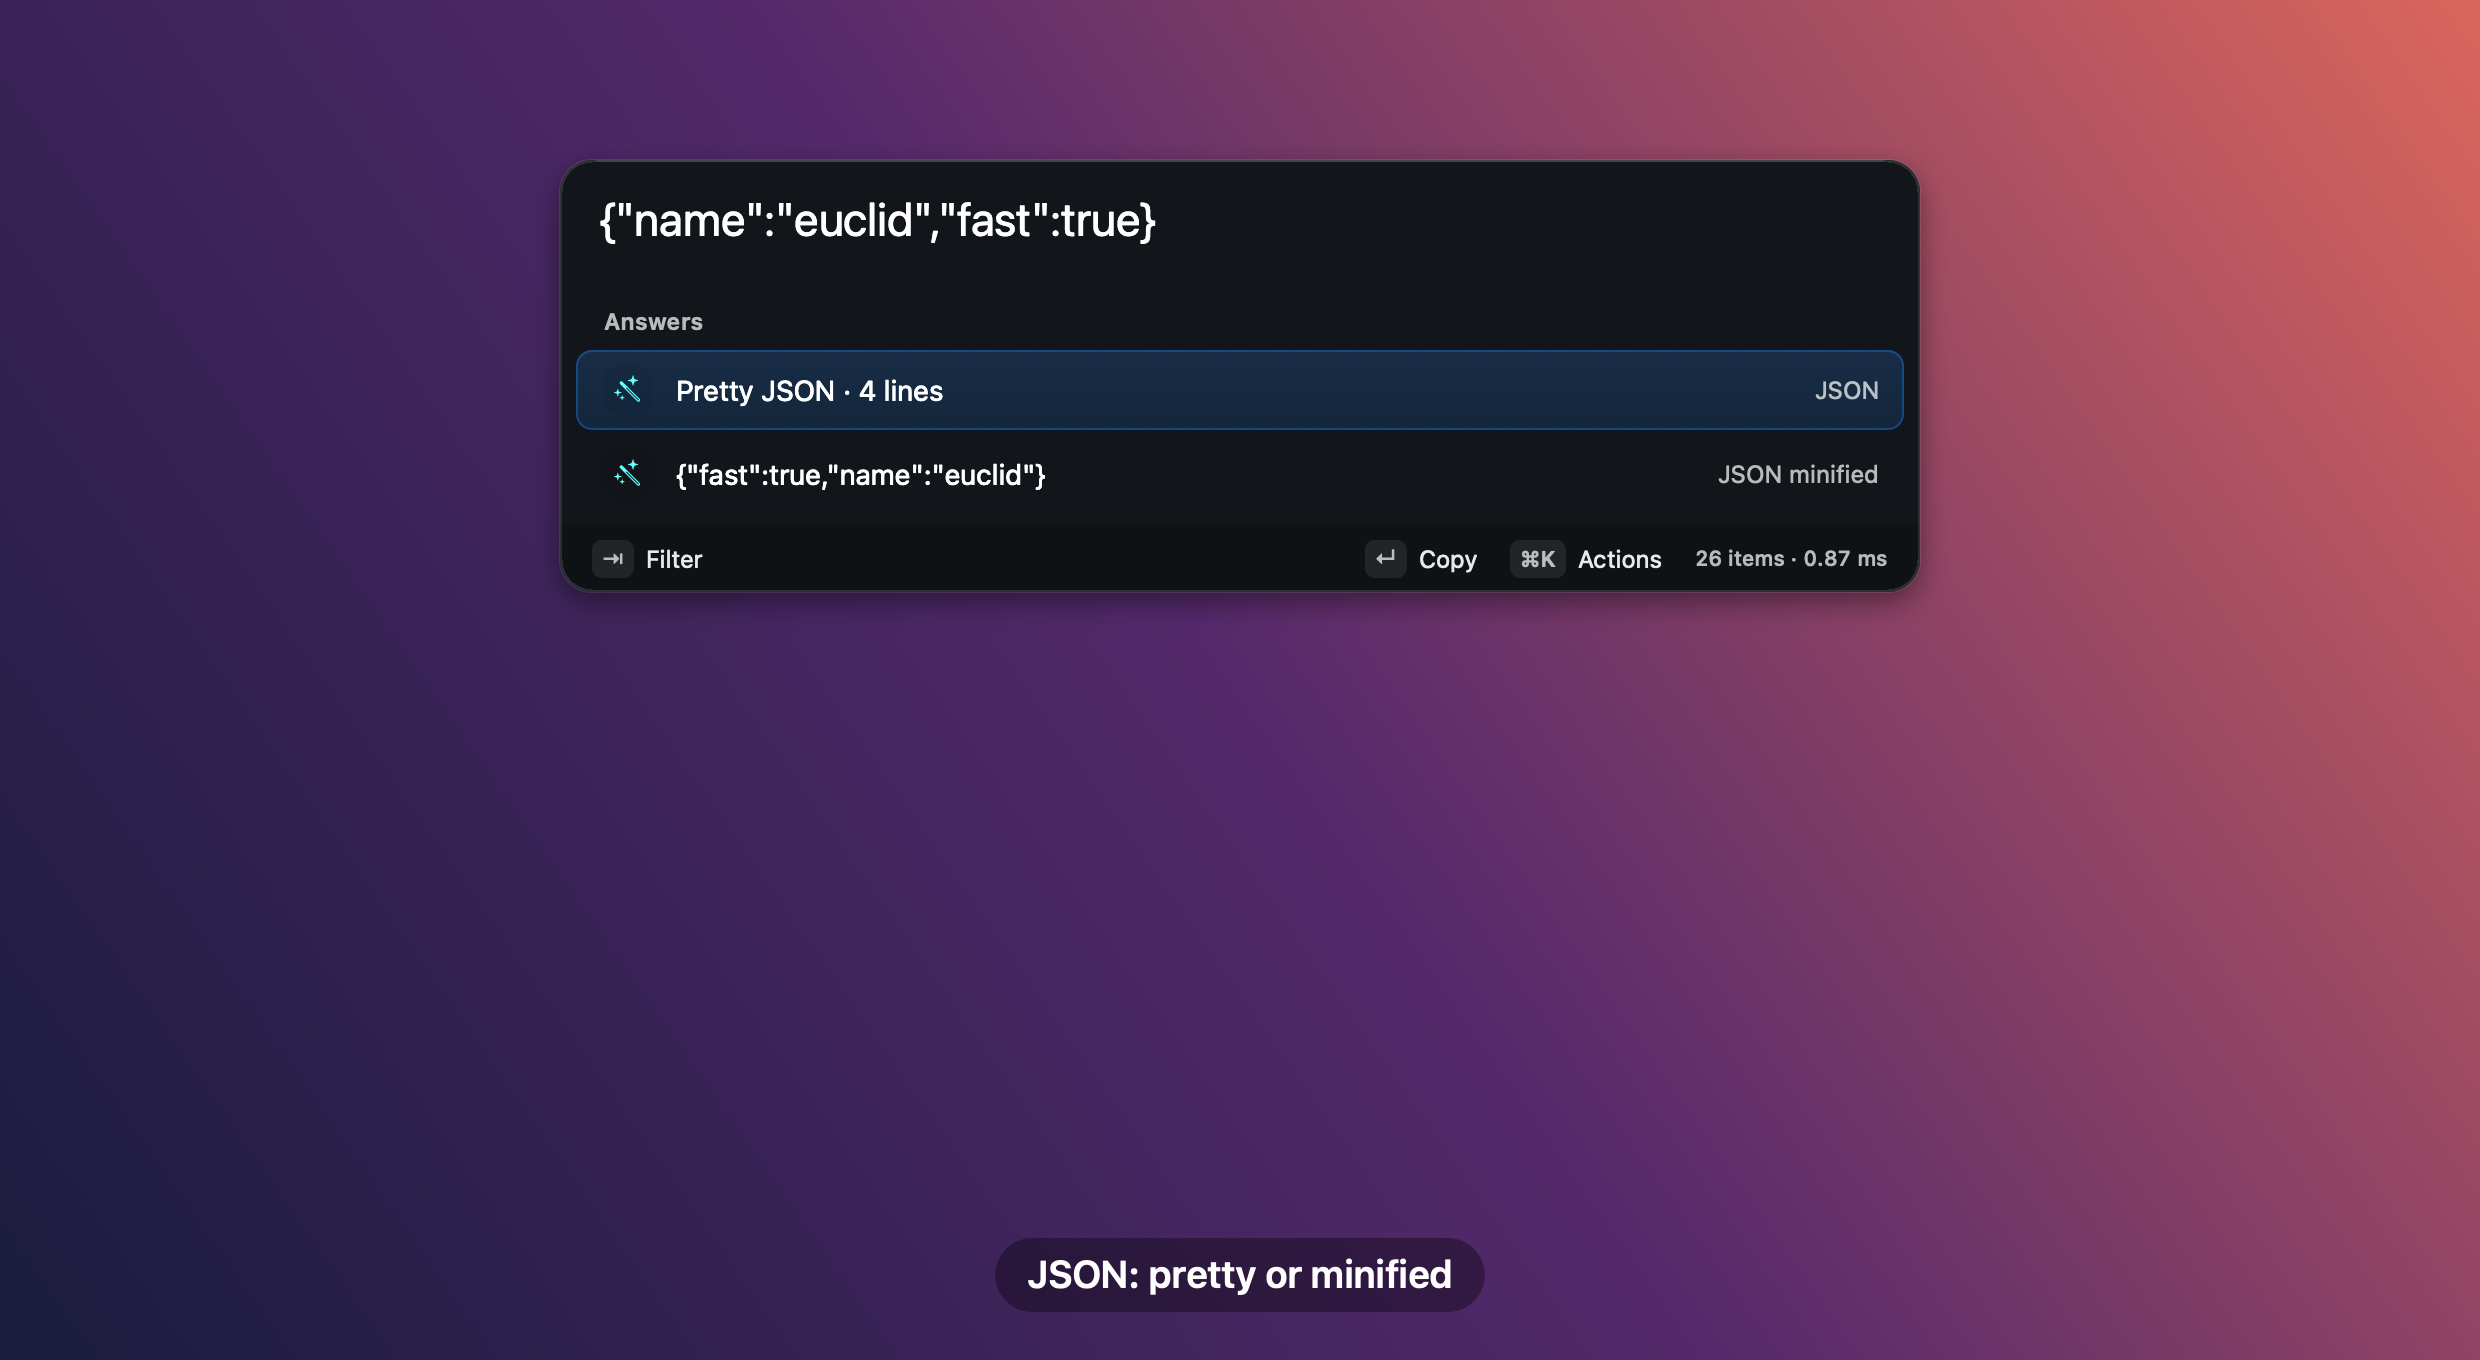 {"name":"euclid","fast":true}
Answers
Pretty JSON · 4 lines JSON
{"fast":true,"name":"euclid"} JSON minified
⇥ Filter ↵ Copy ⌘K Actions 26 items · 0.87 ms
JSON: pretty or minified